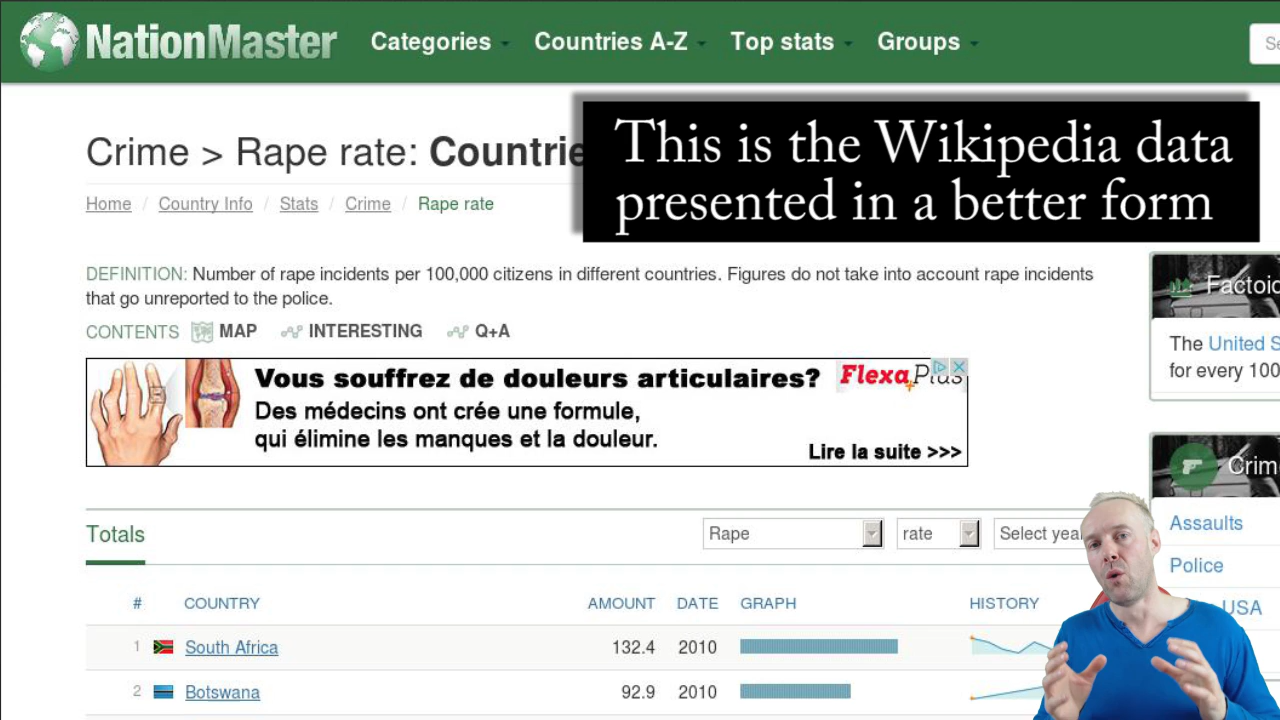 NationMaster Categories Countries A-Z Top stats Groups
This is the Wikipedia data
presented in a better form
Crime > Rape rate:
Home / Country Info / Stats / Crime / Rape rate
DEFINITION: Number of rape incidents per 100,000 citizens in different countries. Figures do not take into account rape incidents
that go unreported to the police.
CONTENTS MAP INTERESTING Q+A
Vous souffrez de douleurs articulaires? FlexaPlus
Des médecins ont crée une formule,
qui élimine les manques et la douleur.
Lire la suite >>>
The United
for every 100
Totals Rape rate Select
Assaults
Police
USA
# COUNTRY AMOUNT DATE GRAPH HISTORY
1 South Africa 132.4 2010
2 Botswana 92.9 2010